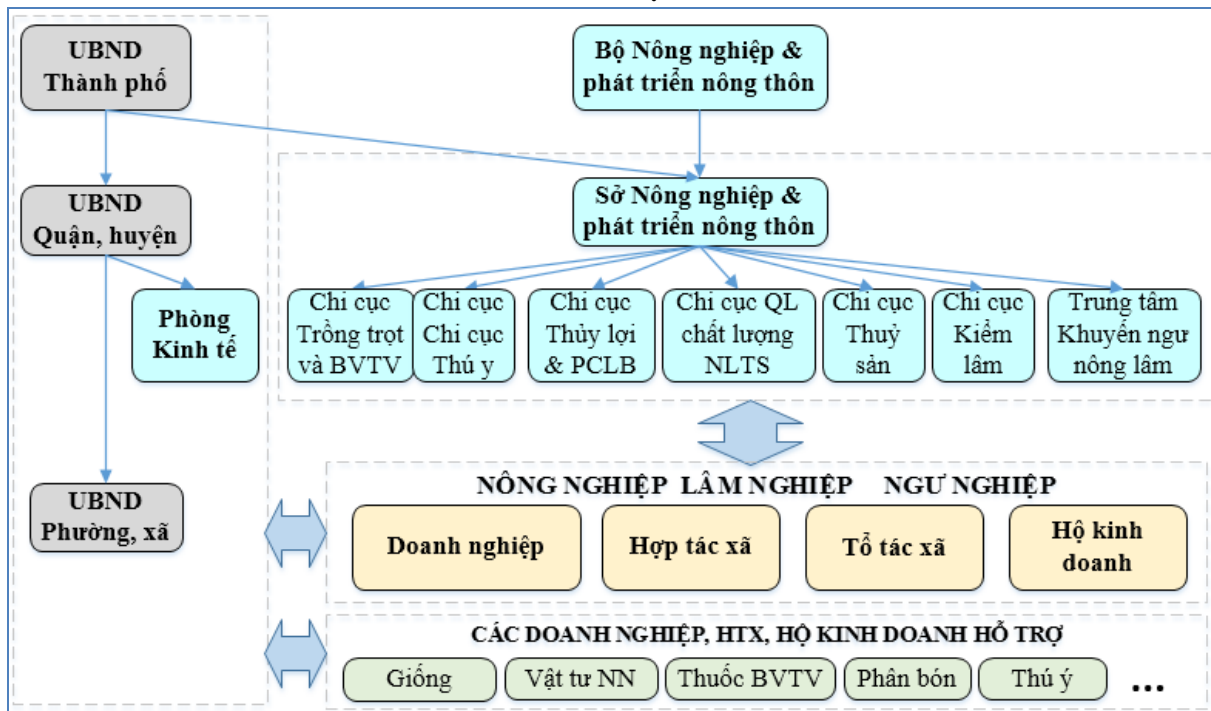 UBND
Thành phố
Bộ Nông nghiệp &
phát triển nông thôn
UBND
Quận, huyện
Sở Nông nghiệp &
phát triển nông thôn
Phòng
Kinh tế
Chi cục
Trồng trọt
và BVTV
Chi cục
Chi cục
Thú y
Chi cục
Thủy lợi
& PCLB
Chi cục QL
chất lượng
NLTS
Chi cục
Thuỷ
sản
Chi cục
Kiểm
lâm
Trung tâm
Khuyến ngư
nông lâm
UBND
Phường, xã
NÔNG NGHIỆP LÂM NGHIỆP NGƯ NGHIỆP
Doanh nghiệp
Hợp tác xã
Tổ tác xã
Hộ kinh
doanh
CÁC DOANH NGHIỆP, HTX, HỘ KINH DOANH HỖ TRỢ
Giống
Vật tư NN
Thuốc BVTV
Phân bón
Thú ý
...